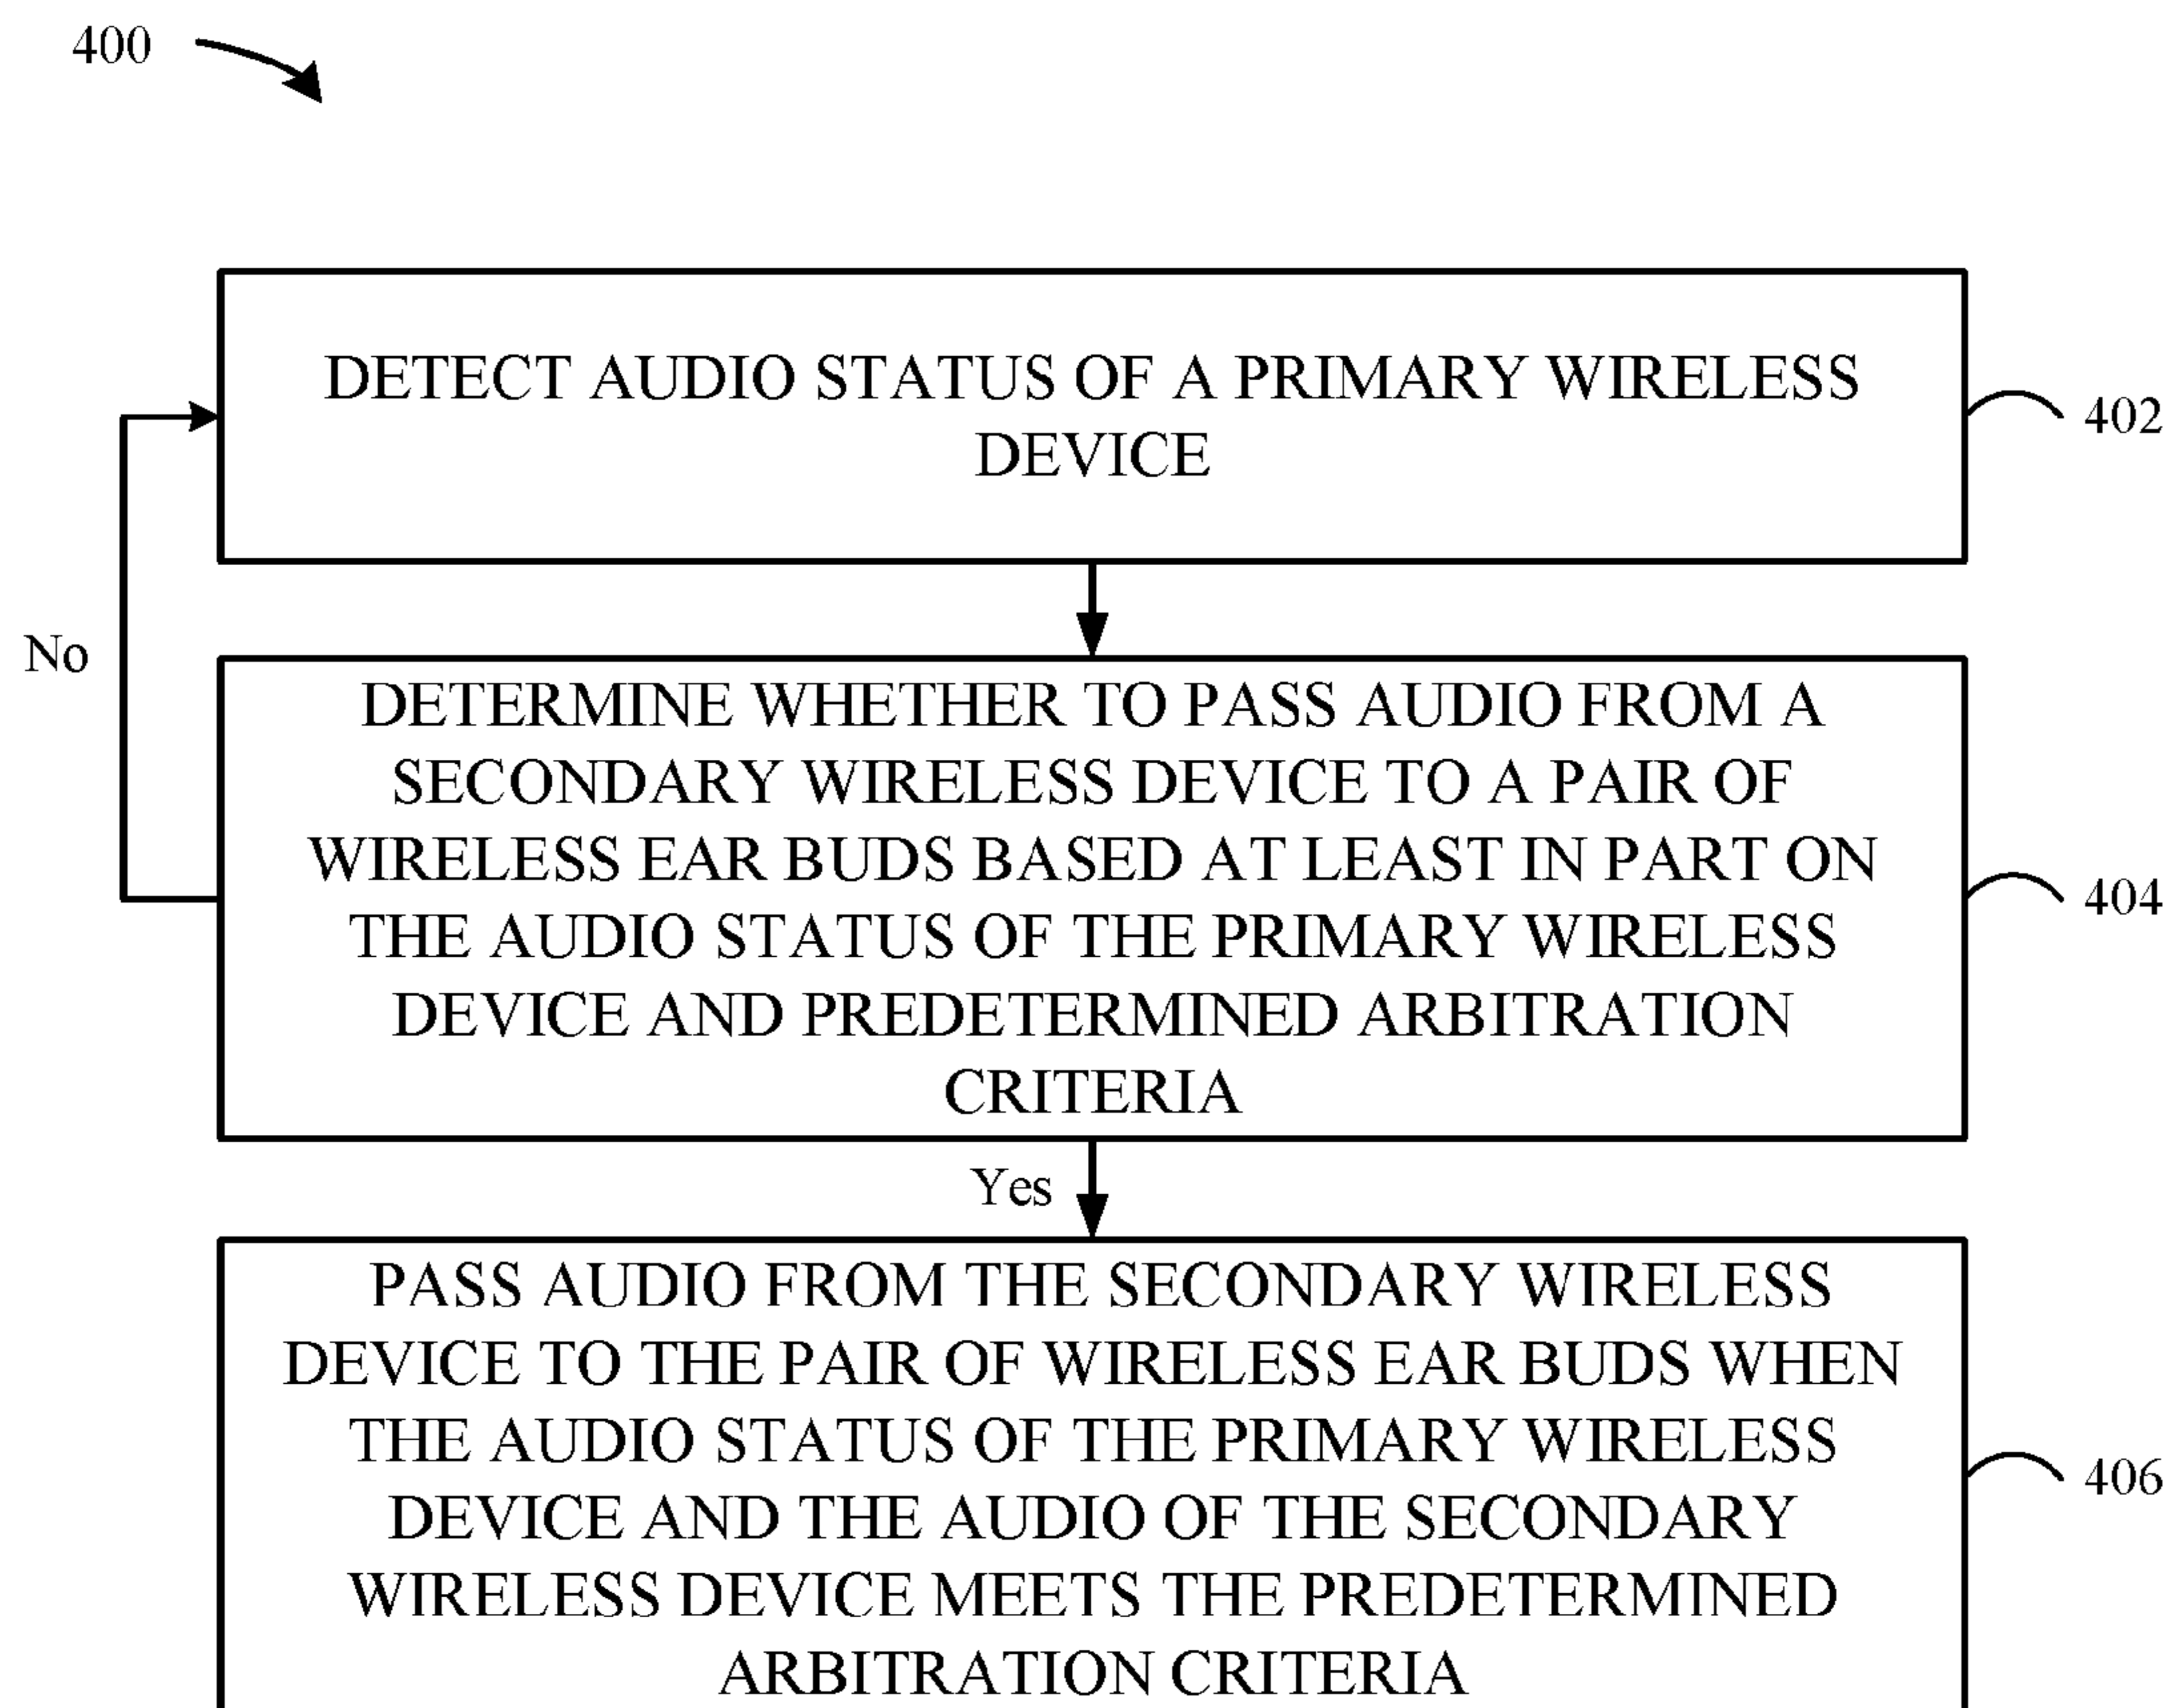 400
DETECT AUDIO STATUS OF A PRIMARY WIRELESS
DEVICE
402
No
DETERMINE WHETHER TO PASS AUDIO FROM A
SECONDARY WIRELESS DEVICE TO A PAIR OF
WIRELESS EAR BUDS BASED AT LEAST IN PART ON
THE AUDIO STATUS OF THE PRIMARY WIRELESS
DEVICE AND PREDETERMINED ARBITRATION
CRITERIA
404
Yes
PASS AUDIO FROM THE SECONDARY WIRELESS
DEVICE TO THE PAIR OF WIRELESS EAR BUDS WHEN
THE AUDIO STATUS OF THE PRIMARY WIRELESS
DEVICE AND THE AUDIO OF THE SECONDARY
WIRELESS DEVICE MEETS THE PREDETERMINED
ARBITRATION CRITERIA
406